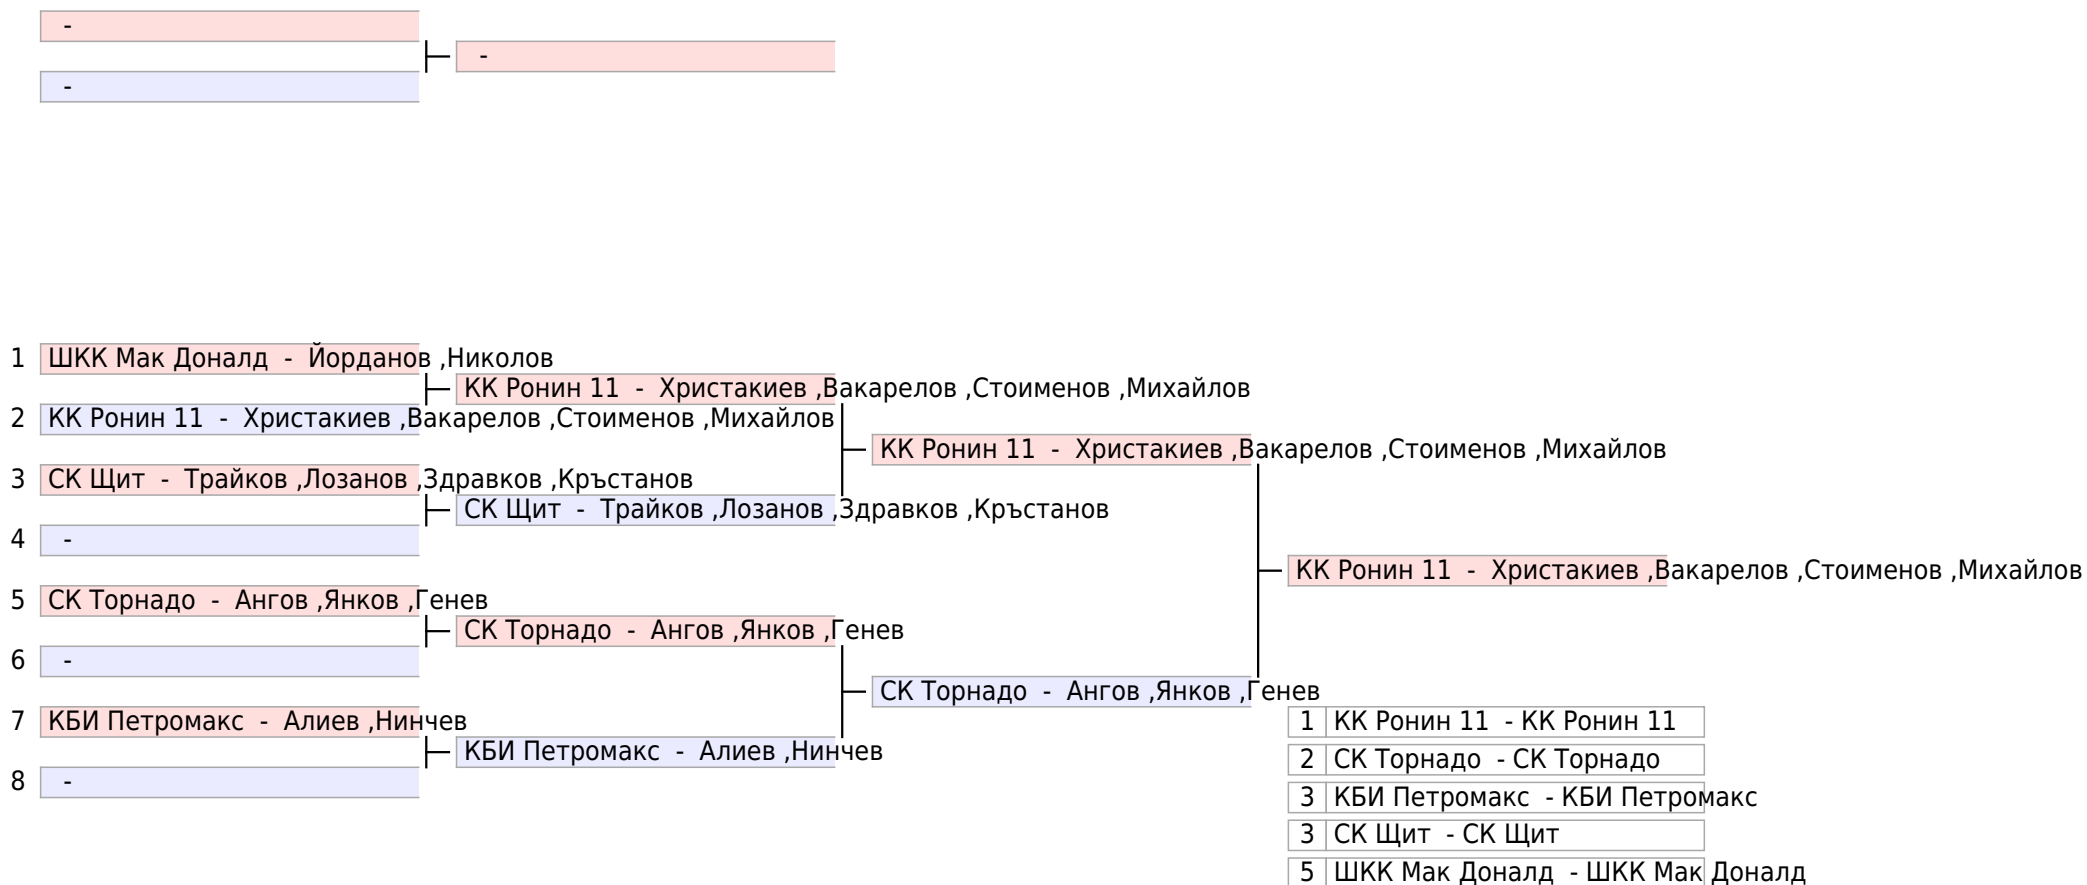 -
-
-
1 ШКК Мак Доналд - Йорданов ,Николов
КК Ронин 11 - Христакиев ,Вакарелов ,Стоименов ,Михайлов
2 КК Ронин 11 - Христакиев ,Вакарелов ,Стоименов ,Михайлов
КК Ронин 11 - Христакиев ,Вакарелов ,Стоименов ,Михайлов
3 СК Щит - Трайков ,Лозанов ,Здравков ,Кръстанов
СК Щит - Трайков ,Лозанов ,Здравков ,Кръстанов
4 -
КК Ронин 11 - Христакиев ,Вакарелов ,Стоименов ,Михайлов
5 СК Торнадо - Ангов ,Янков ,Генев
СК Торнадо - Ангов ,Янков ,Генев
6 -
СК Торнадо - Ангов ,Янков ,Генев
7 КБИ Петромакс - Алиев ,Нинчев
КБИ Петромакс - Алиев ,Нинчев
8 -
1 КК Ронин 11 - КК Ронин 11
2 СК Торнадо - СК Торнадо
3 КБИ Петромакс - КБИ Петромакс
3 СК Щит - СК Щит
5 ШКК Мак Доналд - ШКК Мак Доналд